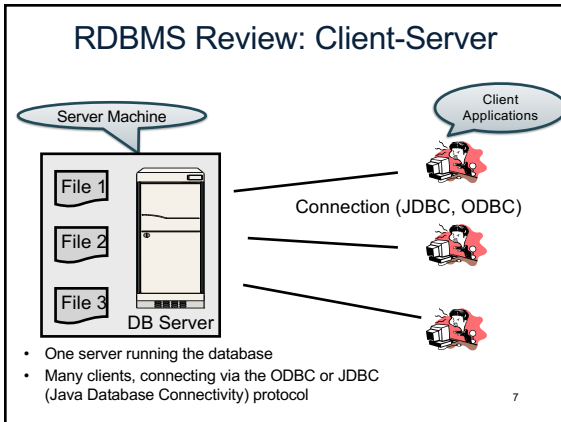 RDBMS Review: Client-Server
Server Machine
Client
Applications
File 1
File 2
File 3
DB Server
Connection (JDBC, ODBC)
• One server running the database
• Many clients, connecting via the ODBC or JDBC
(Java Database Connectivity) protocol
7